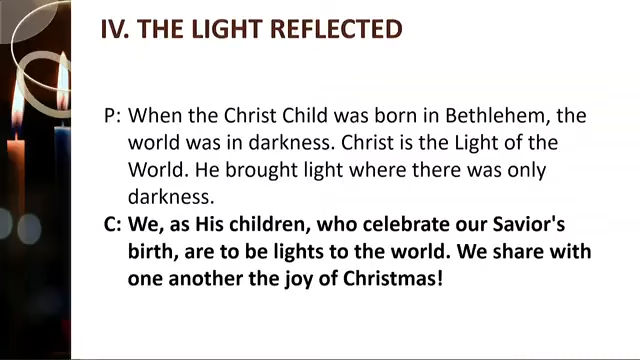 IV. THE LIGHT REFLECTED
P: When the Christ Child was born in Bethlehem, the
world was in darkness. Christ is the Light of the
World. He brought light where there was only
darkness.
C: We, as His children, who celebrate our Savior's
birth, are to be lights to the world. We share with
one another the joy of Christmas!